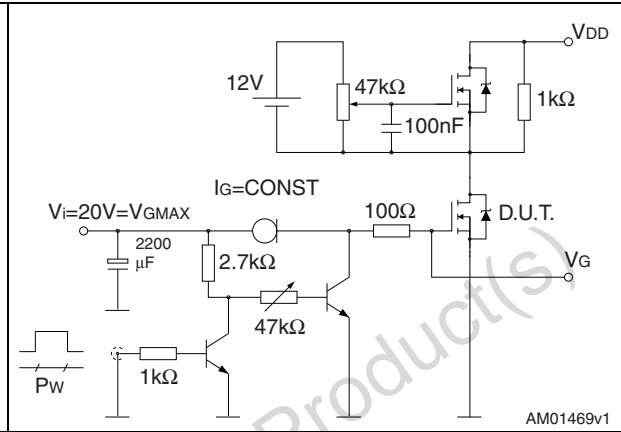 VDD
12V
47kΩ
1kΩ
100nF
IG=CONST
Vi=20V=VGMAX
100Ω
D.U.T.
2200
μF
2.7kΩ
VG
47kΩ
1kΩ
PW
Product(s)
AM01469v1